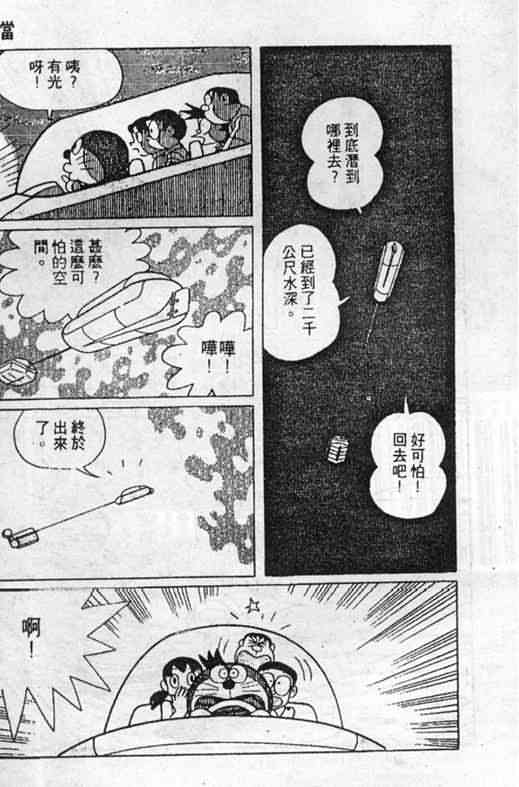 當
到底潛到
哪裡去？
已經到了二千
公尺水深。
好可怕！
回去吧！
咦？
有光
呀！
甚麼？
這麼可
怕的空
間。
嘩！
嘩！
終於
出來
了。
啊！